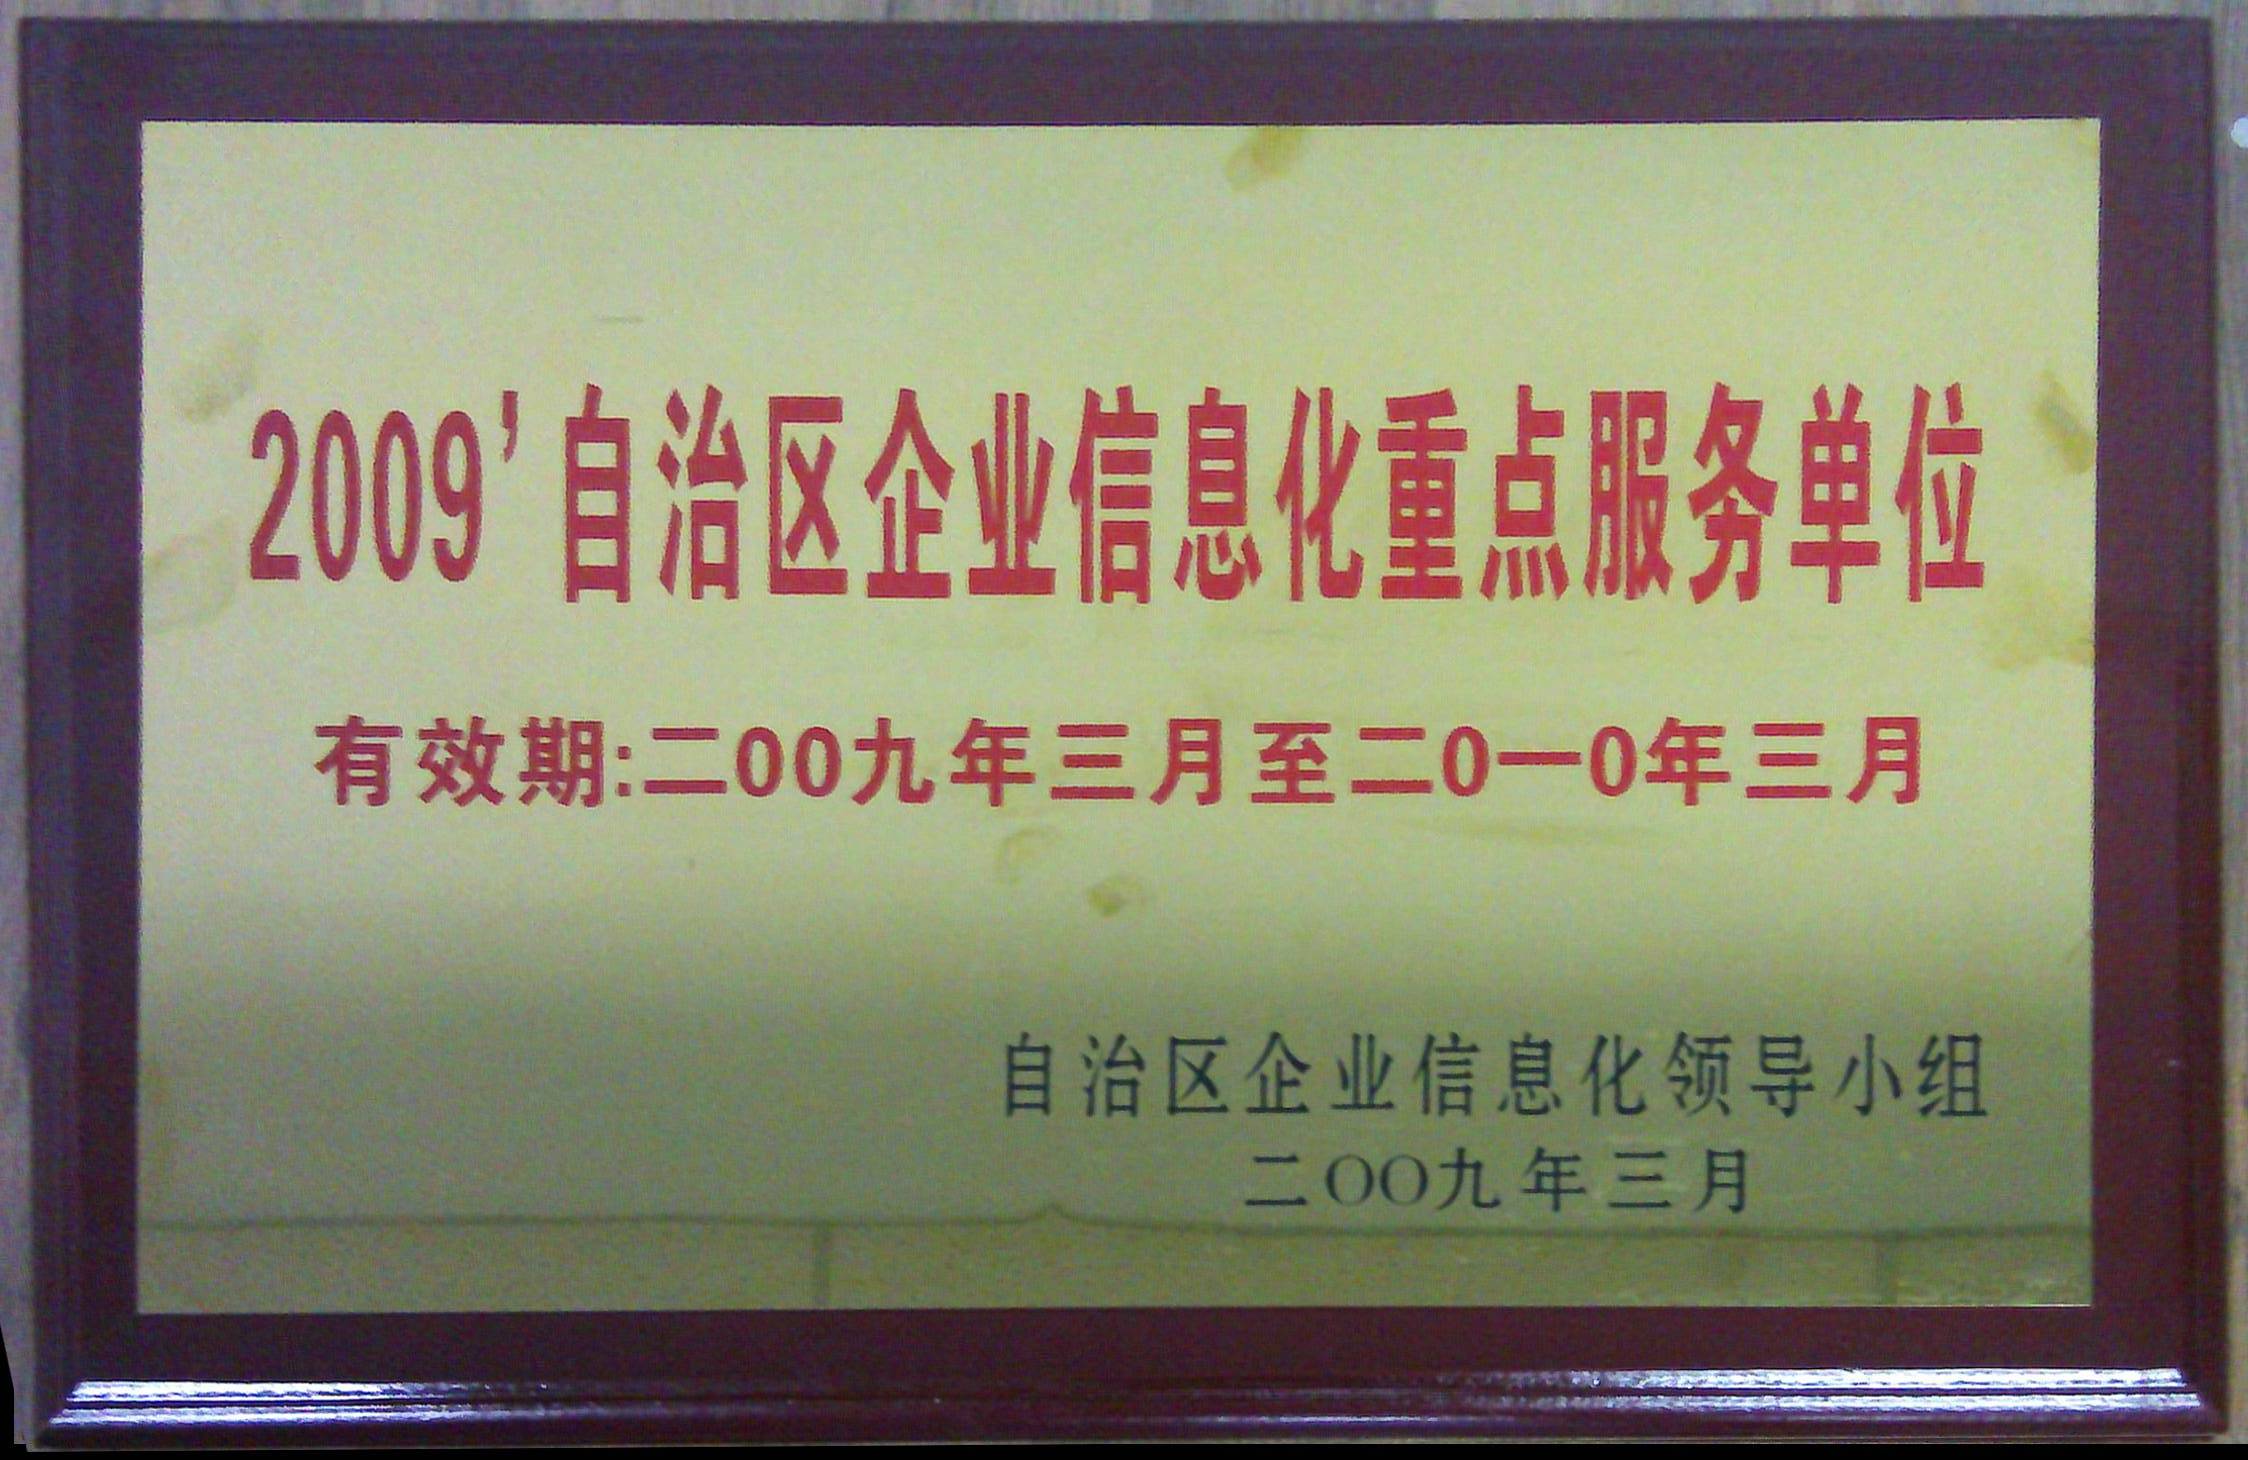 2009’自治区企业信息化重点服务单位
有效期:二00九年三月至二0一0年三月
自治区企业信息化领导小组
二〇〇九年三月